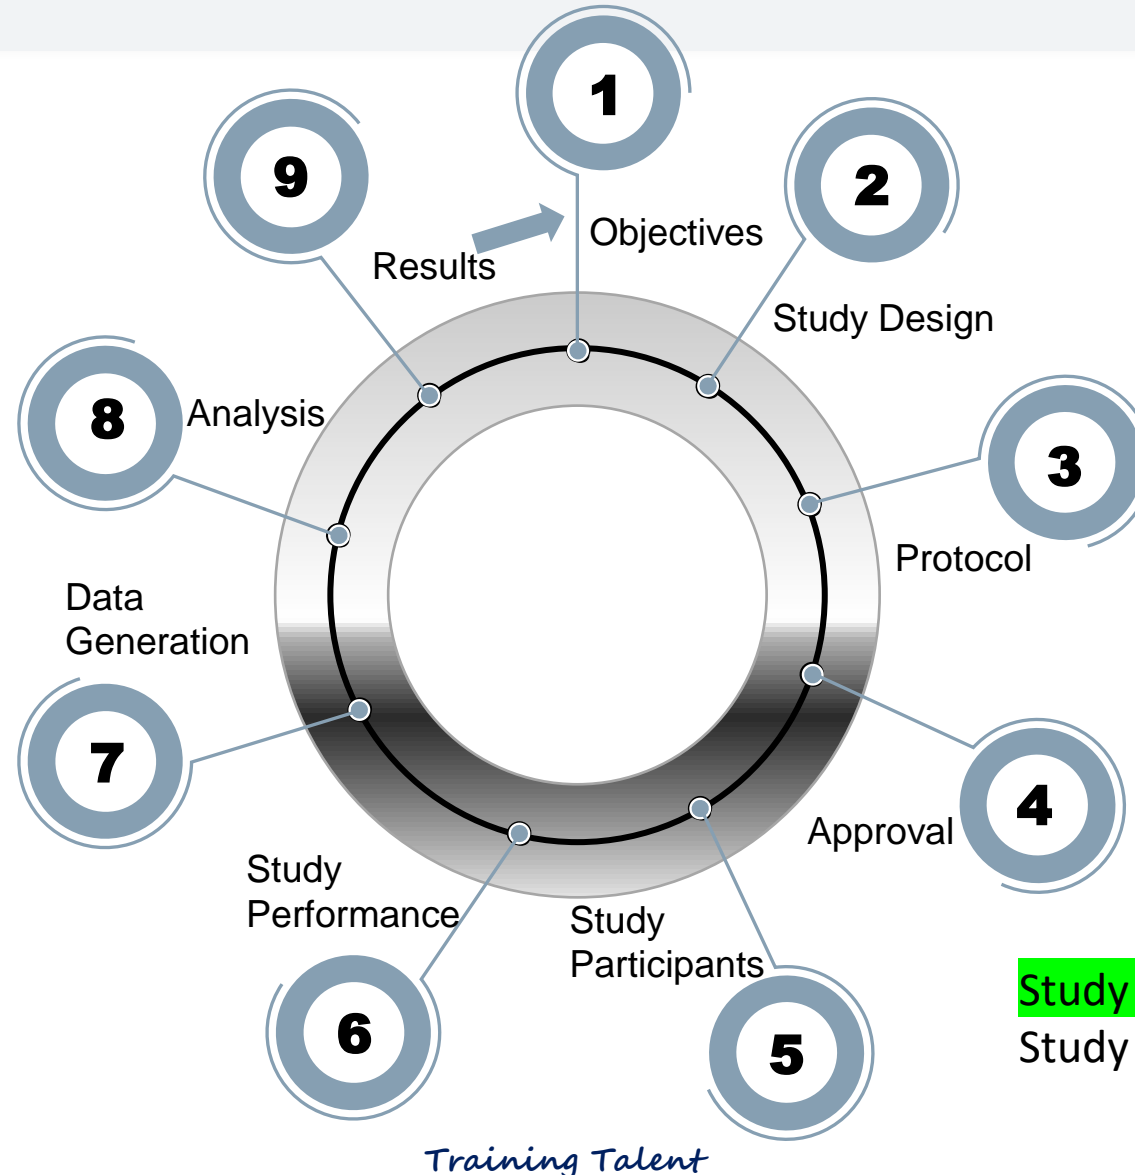 1
Objectives
2
Study Design
3
Protocol
4
Approval
5
Study
Participants
6
Study
Performance
7
Data
Generation
8
Analysis
9
Results
Study
Study
Training Talent